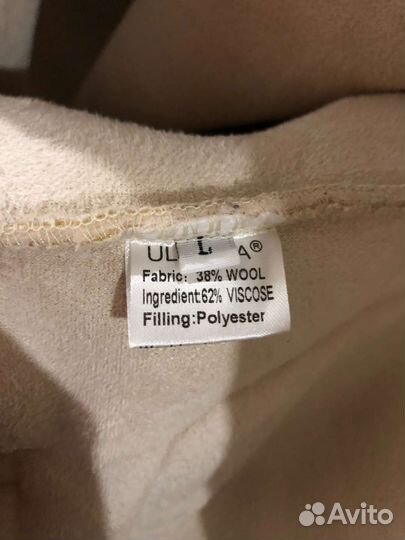 L
Fabric: 38% WOOL
Ingredient:62% VISCOSE
Filling:Polyester
Avito